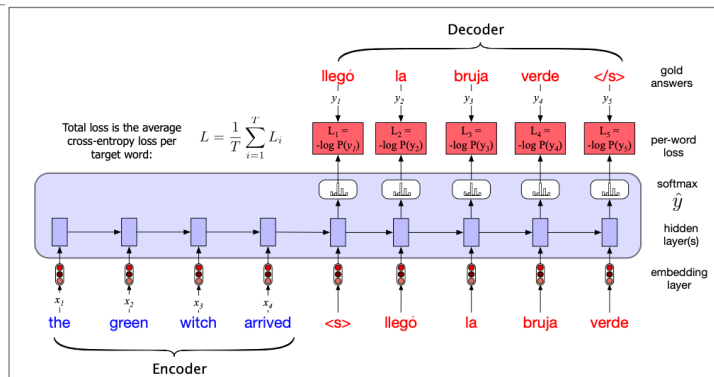 Decoder
llegó la bruja verde </s> gold answers
y1 y2 y3 y4 y5
Total loss is the average cross-entropy loss per target word:
L = 1/T ∑_{i=1}^{T} L_i
L1 = -log P(y1) L2 = -log P(y2) L3 = -log P(y3) L4 = -log P(y4) L5 = -log P(y5) per-word loss
softmax
ŷ
hidden layer(s)
embedding layer
x1 x2 x3 x4
the green witch arrived <s> llegó la bruja verde
Encoder